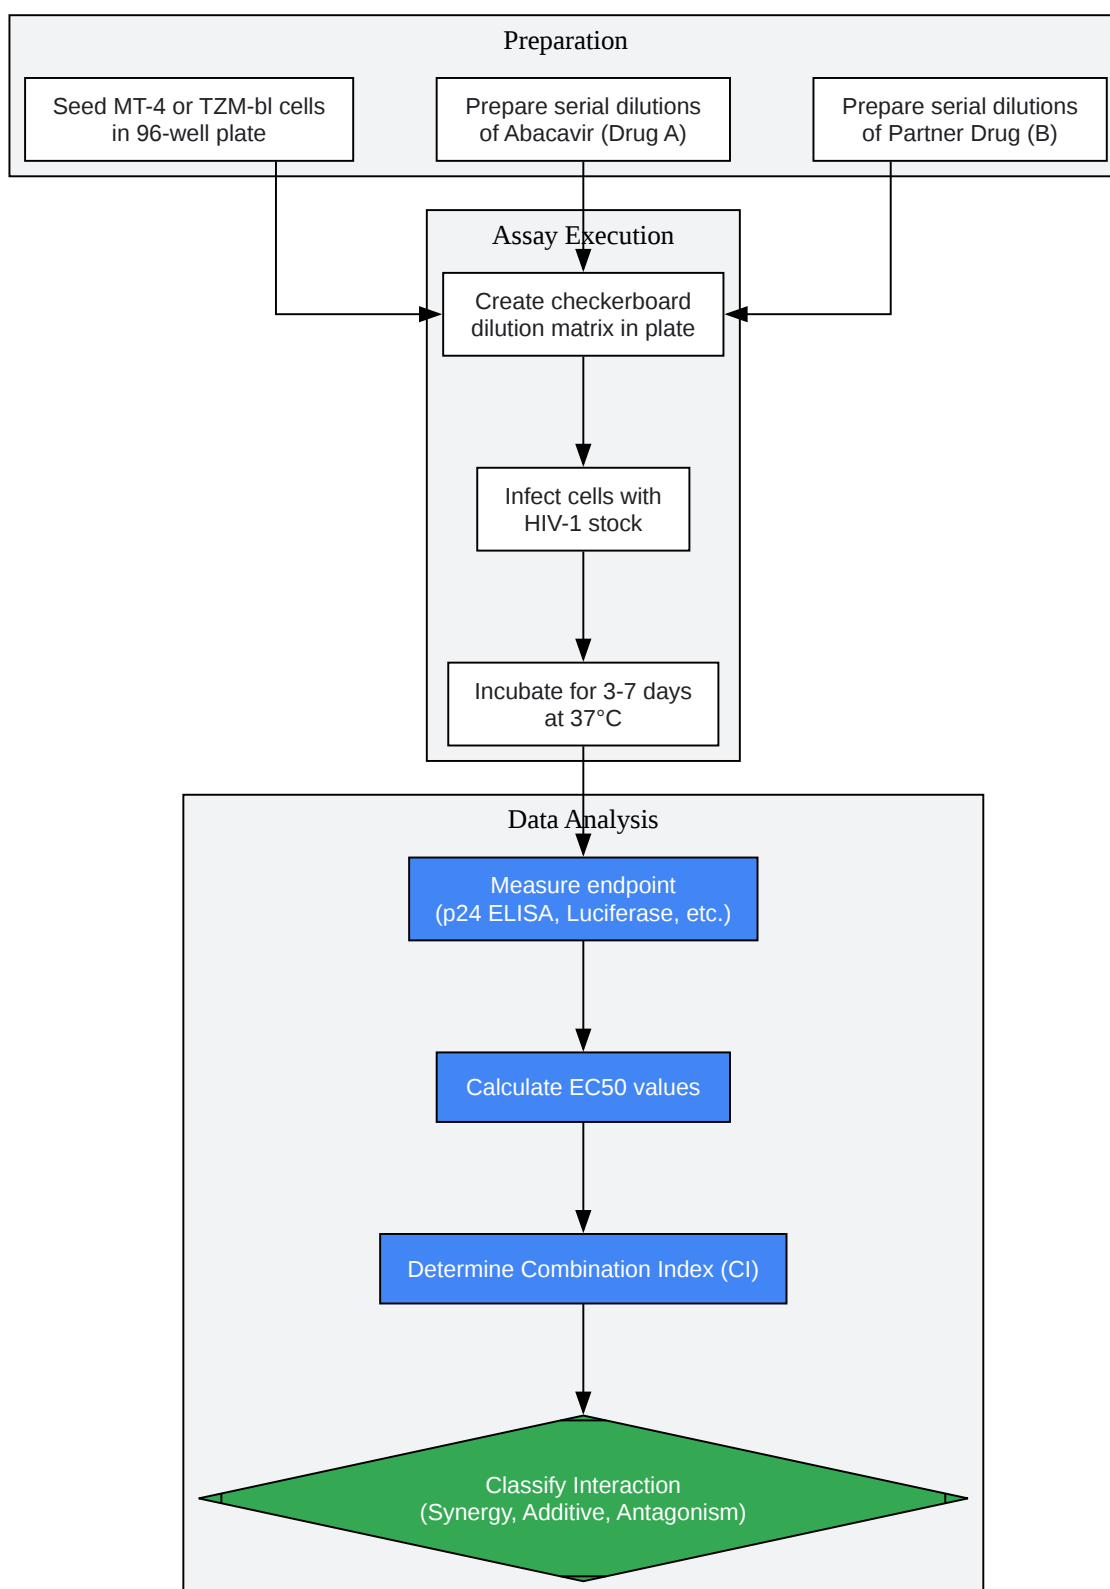 Preparation
Seed MT-4 or TZM-bl cells
in 96-well plate
Prepare serial dilutions
of Abacavir (Drug A)
Prepare serial dilutions
of Partner Drug (B)
Assay Execution
Create checkerboard
dilution matrix in plate
Infect cells with
HIV-1 stock
Incubate for 3-7 days
at 37°C
Data Analysis
Measure endpoint
(p24 ELISA, Luciferase, etc.)
Calculate EC50 values
Determine Combination Index (CI)
Classify Interaction
(Synergy, Additive, Antagonism)